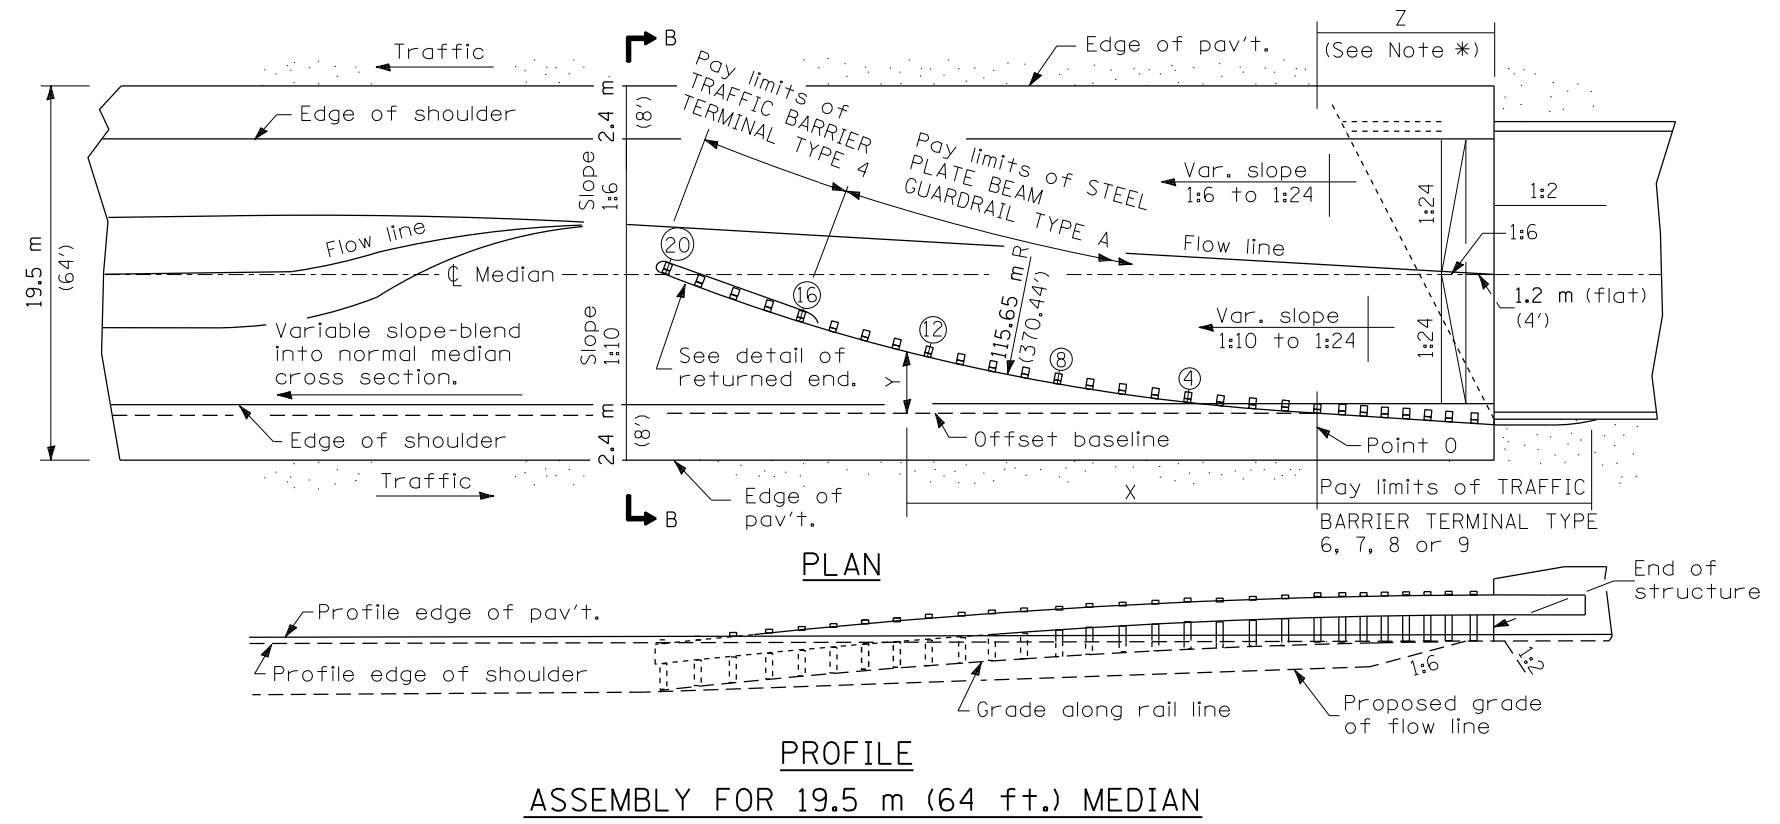 B
Traffic
Edge of pav't.
Z
(See Note *)
Pay limits of
TRAFFIC BARRIER
TERMINAL TYPE 4
Pay limits of STEEL
PLATE BEAM
GUARDRAIL TYPE A
Edge of shoulder
2.4 m
(8')
Slope
1:6
Var. slope
1:6 to 1:24
1:24
1:2
1:6
19.5 m
(64')
Flow line
℄ Median
20
Flow line
115.65 m R
(370.44')
1.2 m (flat)
(4')
16
Variable slope-blend
into normal median
cross section.
Slope
1:10
See detail of
returned end.
12
Y
8
4
Var. slope
1:10 to 1:24
1:24
Edge of shoulder
2.4 m
(8')
Offset baseline
Point 0
Traffic
Edge of
pav't.
B
X
Pay limits of TRAFFIC
BARRIER TERMINAL TYPE
6, 7, 8 or 9
PLAN
End of
structure
Profile edge of pav't.
Profile edge of shoulder
Grade along rail line
1:6
1:2
Proposed grade
of flow line
PROFILE
ASSEMBLY FOR 19.5 m (64 ft.) MEDIAN